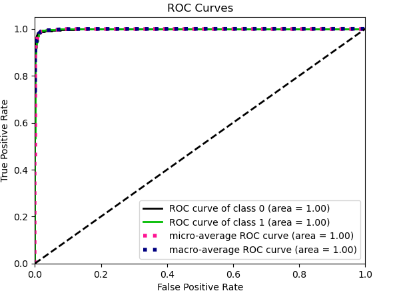 ROC Curves
True Positive Rate
1.0
0.8
0.6
0.4
0.2
0.0
ROC curve of class 0 (area = 1.00)
ROC curve of class 1 (area = 1.00)
micro-average ROC curve (area = 1.00)
macro-average ROC curve (area = 1.00)
0.0 0.2 0.4 0.6 0.8 1.0
False Positive Rate